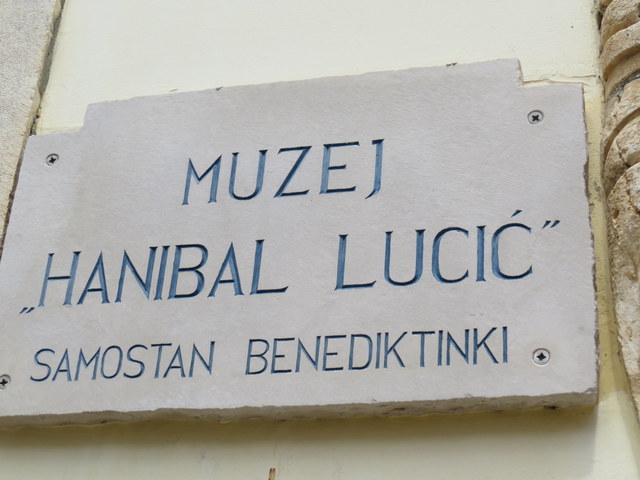 MUZEJ
„HANIBAL LUCIĆ”
SAMOSTAN BENEDIKTINKI